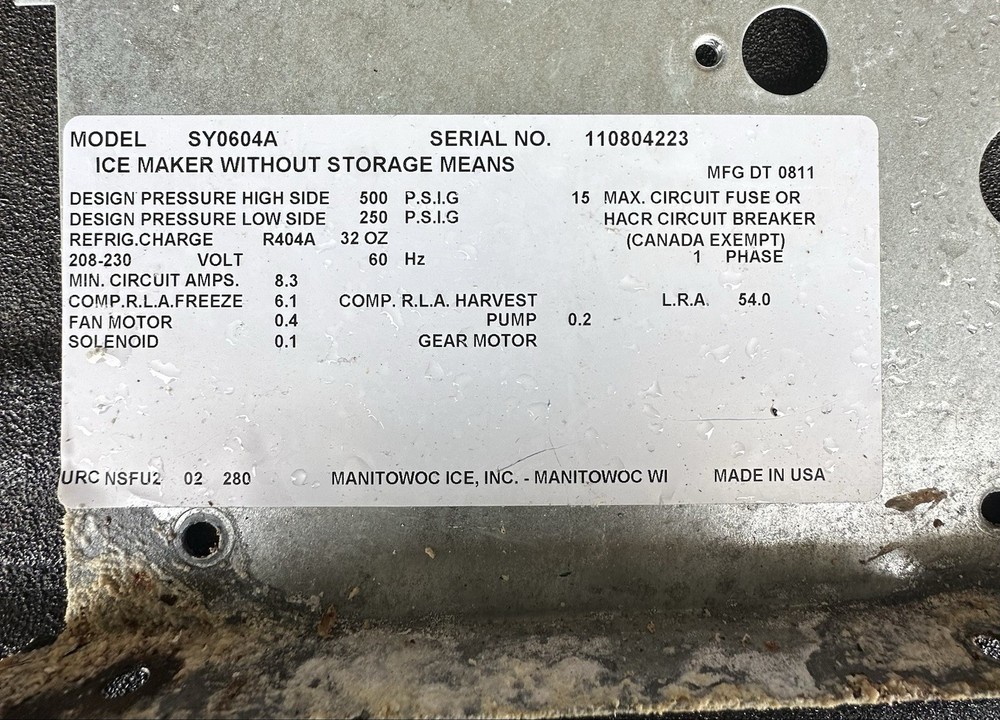 MODEL SY0604A SERIAL NO. 110804223
ICE MAKER WITHOUT STORAGE MEANS
MFG DT 0811
DESIGN PRESSURE HIGH SIDE 500 P.S.I.G 15 MAX. CIRCUIT FUSE OR
DESIGN PRESSURE LOW SIDE 250 P.S.I.G HACR CIRCUIT BREAKER
REFRIG.CHARGE R404A 32 OZ (CANADA EXEMPT)
208-230 VOLT 60 Hz 1 PHASE
MIN. CIRCUIT AMPS. 8.3
COMP.R.L.A.FREEZE 6.1 COMP. R.L.A. HARVEST L.R.A. 54.0
FAN MOTOR 0.4 PUMP 0.2
SOLENOID 0.1 GEAR MOTOR
URC NSFU2 02 280 MANITOWOC ICE, INC. - MANITOWOC WI MADE IN USA